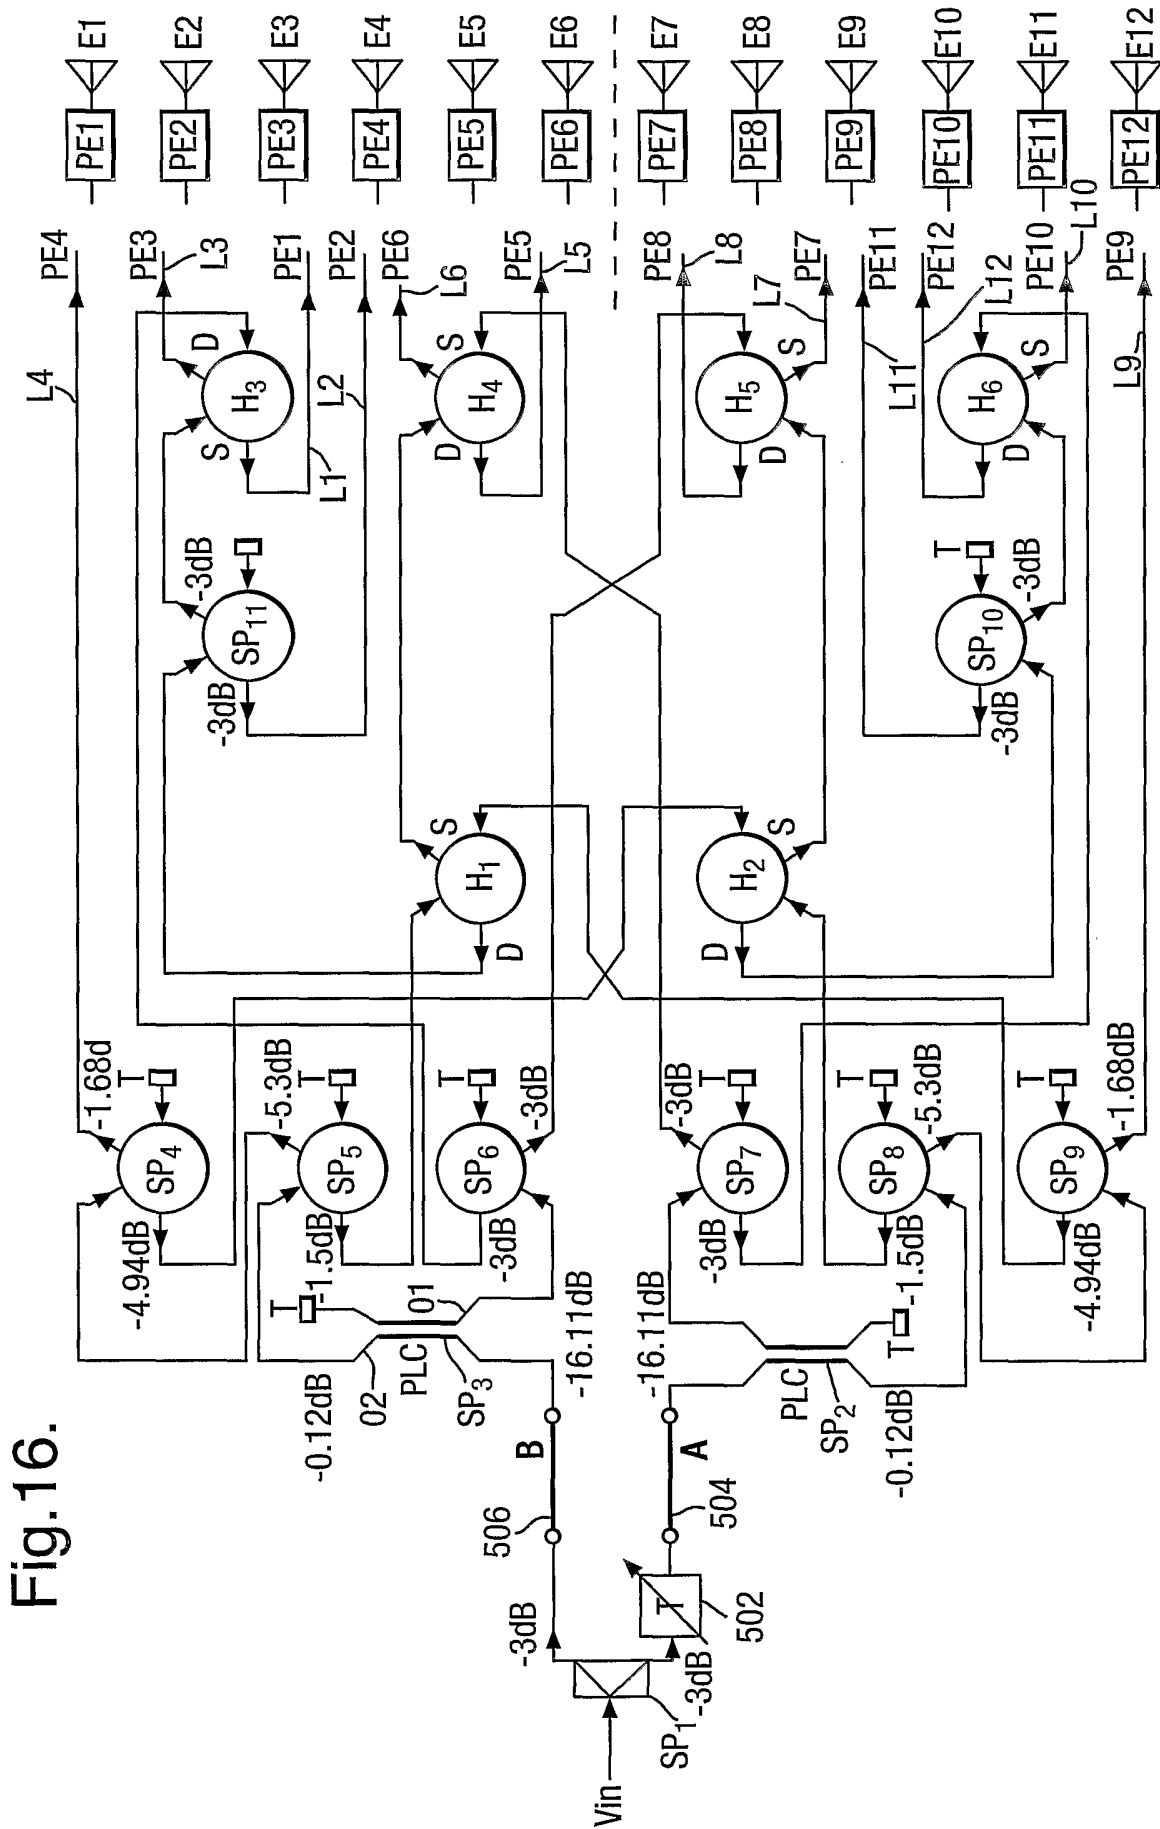 Fig.16.
Vin
SP1
-3dB
-3dB
T
502
504
506
A
B
-16.11dB
-16.11dB
-0.12dB
O2
O1
PLC
SP3
T
PLC
SP2
T
-0.12dB
SP4
-4.94dB
-1.68d
T
SP5
-1.5dB
-5.3dB
T
SP6
-3dB
-3dB
T
SP7
-3dB
-3dB
T
SP8
-1.5dB
-5.3dB
T
SP9
-4.94dB
-1.68dB
T
H1
S
D
H2
S
D
SP11
-3dB
-3dB
SP10
-3dB
-3dB
T
H3
S
D
H4
S
D
H5
S
D
H6
S
D
L4
L3
L1
L2
L6
L5
L8
L7
L11
L12
L10
L9
PE4
PE3
PE1
PE2
PE6
PE5
PE8
PE7
PE11
PE12
PE10
PE9
PE1 E1
PE2 E2
PE3 E3
PE4 E4
PE5 E5
PE6 E6
PE7 E7
PE8 E8
PE9 E9
PE10 E10
PE11 E11
PE12 E12